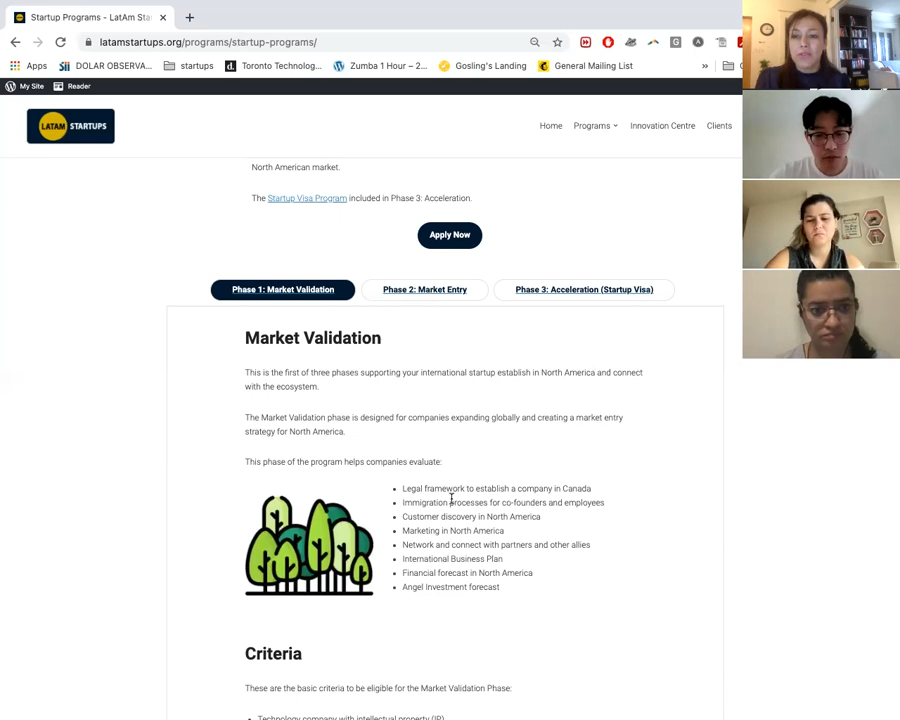 Startup Programs - LatAm Sta
latamstartups.org/programs/startup-programs/
Apps
DOLAR OBSERVA...
startups
Toronto Technolog...
Zumba 1 Hour – 2...
Gosling's Landing
General Mailing List
»
My Site
Reader
LATAM STARTUPS
Home
Programs
Innovation Centre
Clients
North American market.
The Startup Visa Program included in Phase 3: Acceleration.
Apply Now
Phase 1: Market Validation
Phase 2: Market Entry
Phase 3: Acceleration (Startup Visa)
Market Validation
This is the first of three phases supporting your international startup establish in North America and connect
with the ecosystem.
The Market Validation phase is designed for companies expanding globally and creating a market entry
strategy for North America.
This phase of the program helps companies evaluate:
Legal framework to establish a company in Canada
Immigration processes for co-founders and employees
Customer discovery in North America
Marketing in North America
Network and connect with partners and other allies
International Business Plan
Financial forecast in North America
Angel Investment forecast
Criteria
These are the basic criteria to be eligible for the Market Validation Phase:
Technology company with intellectual property (IP)